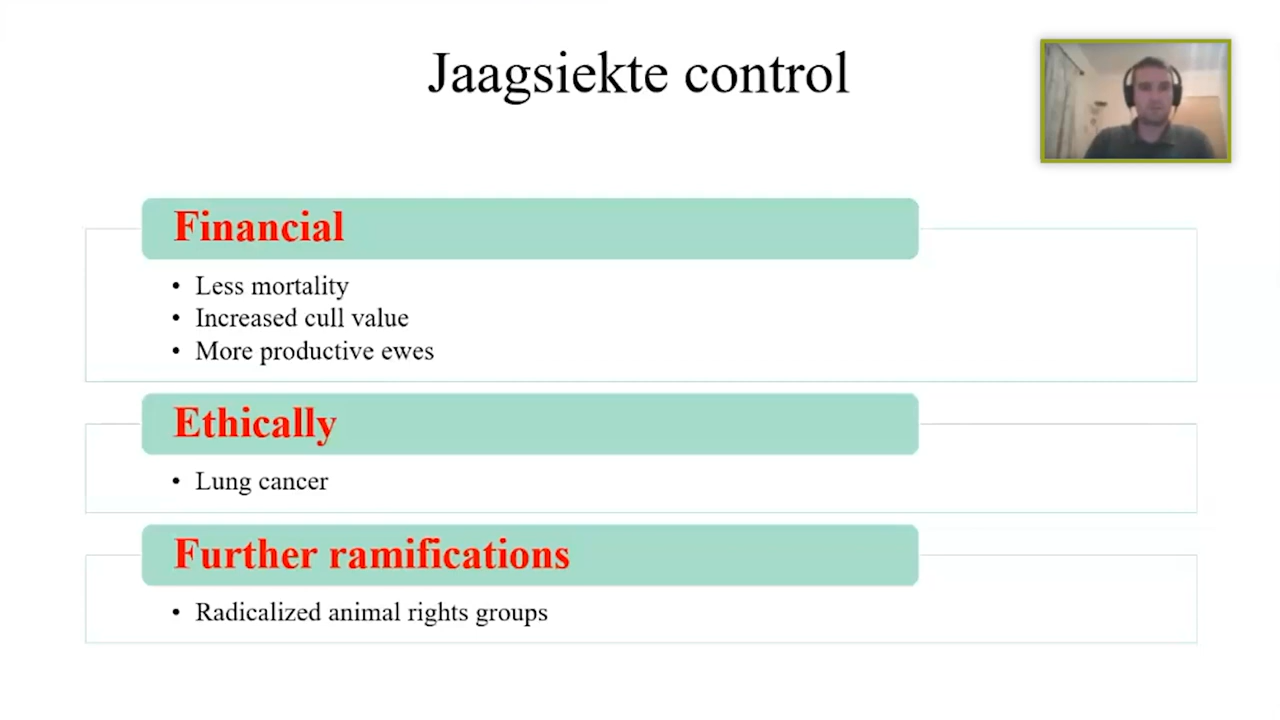 Jaagsiekte control
Financial
• Less mortality
• Increased cull value
• More productive ewes
Ethically
• Lung cancer
Further ramifications
• Radicalized animal rights groups